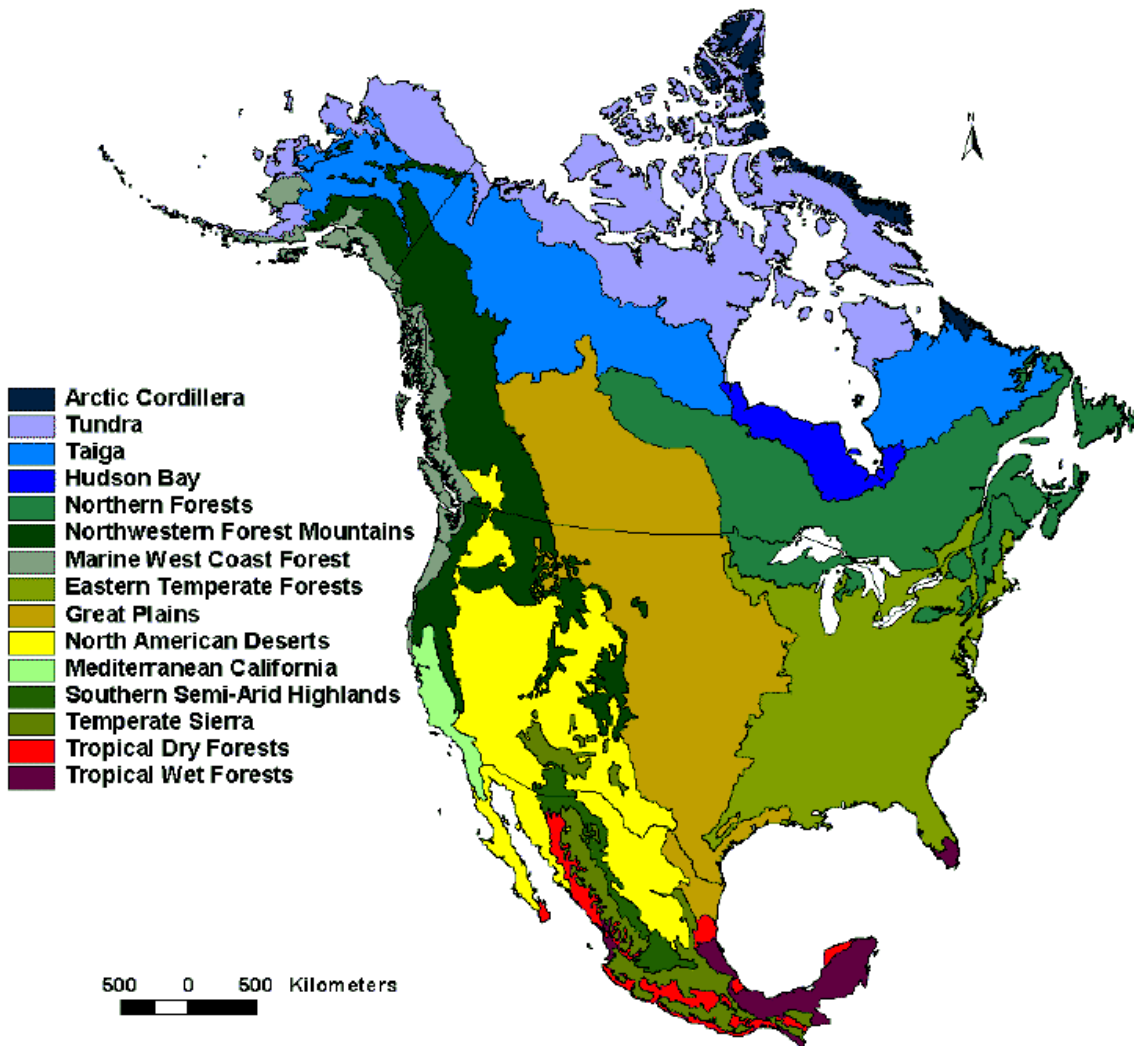 N
Arctic Cordillera
Tundra
Taiga
Hudson Bay
Northern Forests
Northwestern Forest Mountains
Marine West Coast Forest
Eastern Temperate Forests
Great Plains
North American Deserts
Mediterranean California
Southern Semi-Arid Highlands
Temperate Sierra
Tropical Dry Forests
Tropical Wet Forests
500 0 500 Kilometers